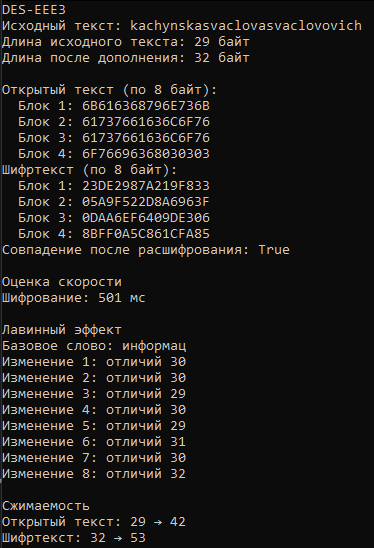 DES-EEE3
Исходный текст: kachynskasvaclovasvaclovovich
Длина исходного текста: 29 байт
Длина после дополнения: 32 байт
Открытый текст (по 8 байт):
Блок 1: 6B616368796E736B
Блок 2: 61737661636C6F76
Блок 3: 61737661636C6F76
Блок 4: 6F76696368030303
Шифртекст (по 8 байт):
Блок 1: 23DE2987A219F833
Блок 2: 05A9F522D8A6963F
Блок 3: 0DAA6EF6409DE306
Блок 4: 8BFF0A5C861CFA85
Совпадение после расшифрования: True
Оценка скорости
Шифрование: 501 мс
Лавинный эффект
Базовое слово: информац
Изменение 1: отличий 30
Изменение 2: отличий 30
Изменение 3: отличий 29
Изменение 4: отличий 30
Изменение 5: отличий 29
Изменение 6: отличий 31
Изменение 7: отличий 30
Изменение 8: отличий 32
Сжимаемость
Открытый текст: 29 → 42
Шифртекст: 32 → 53